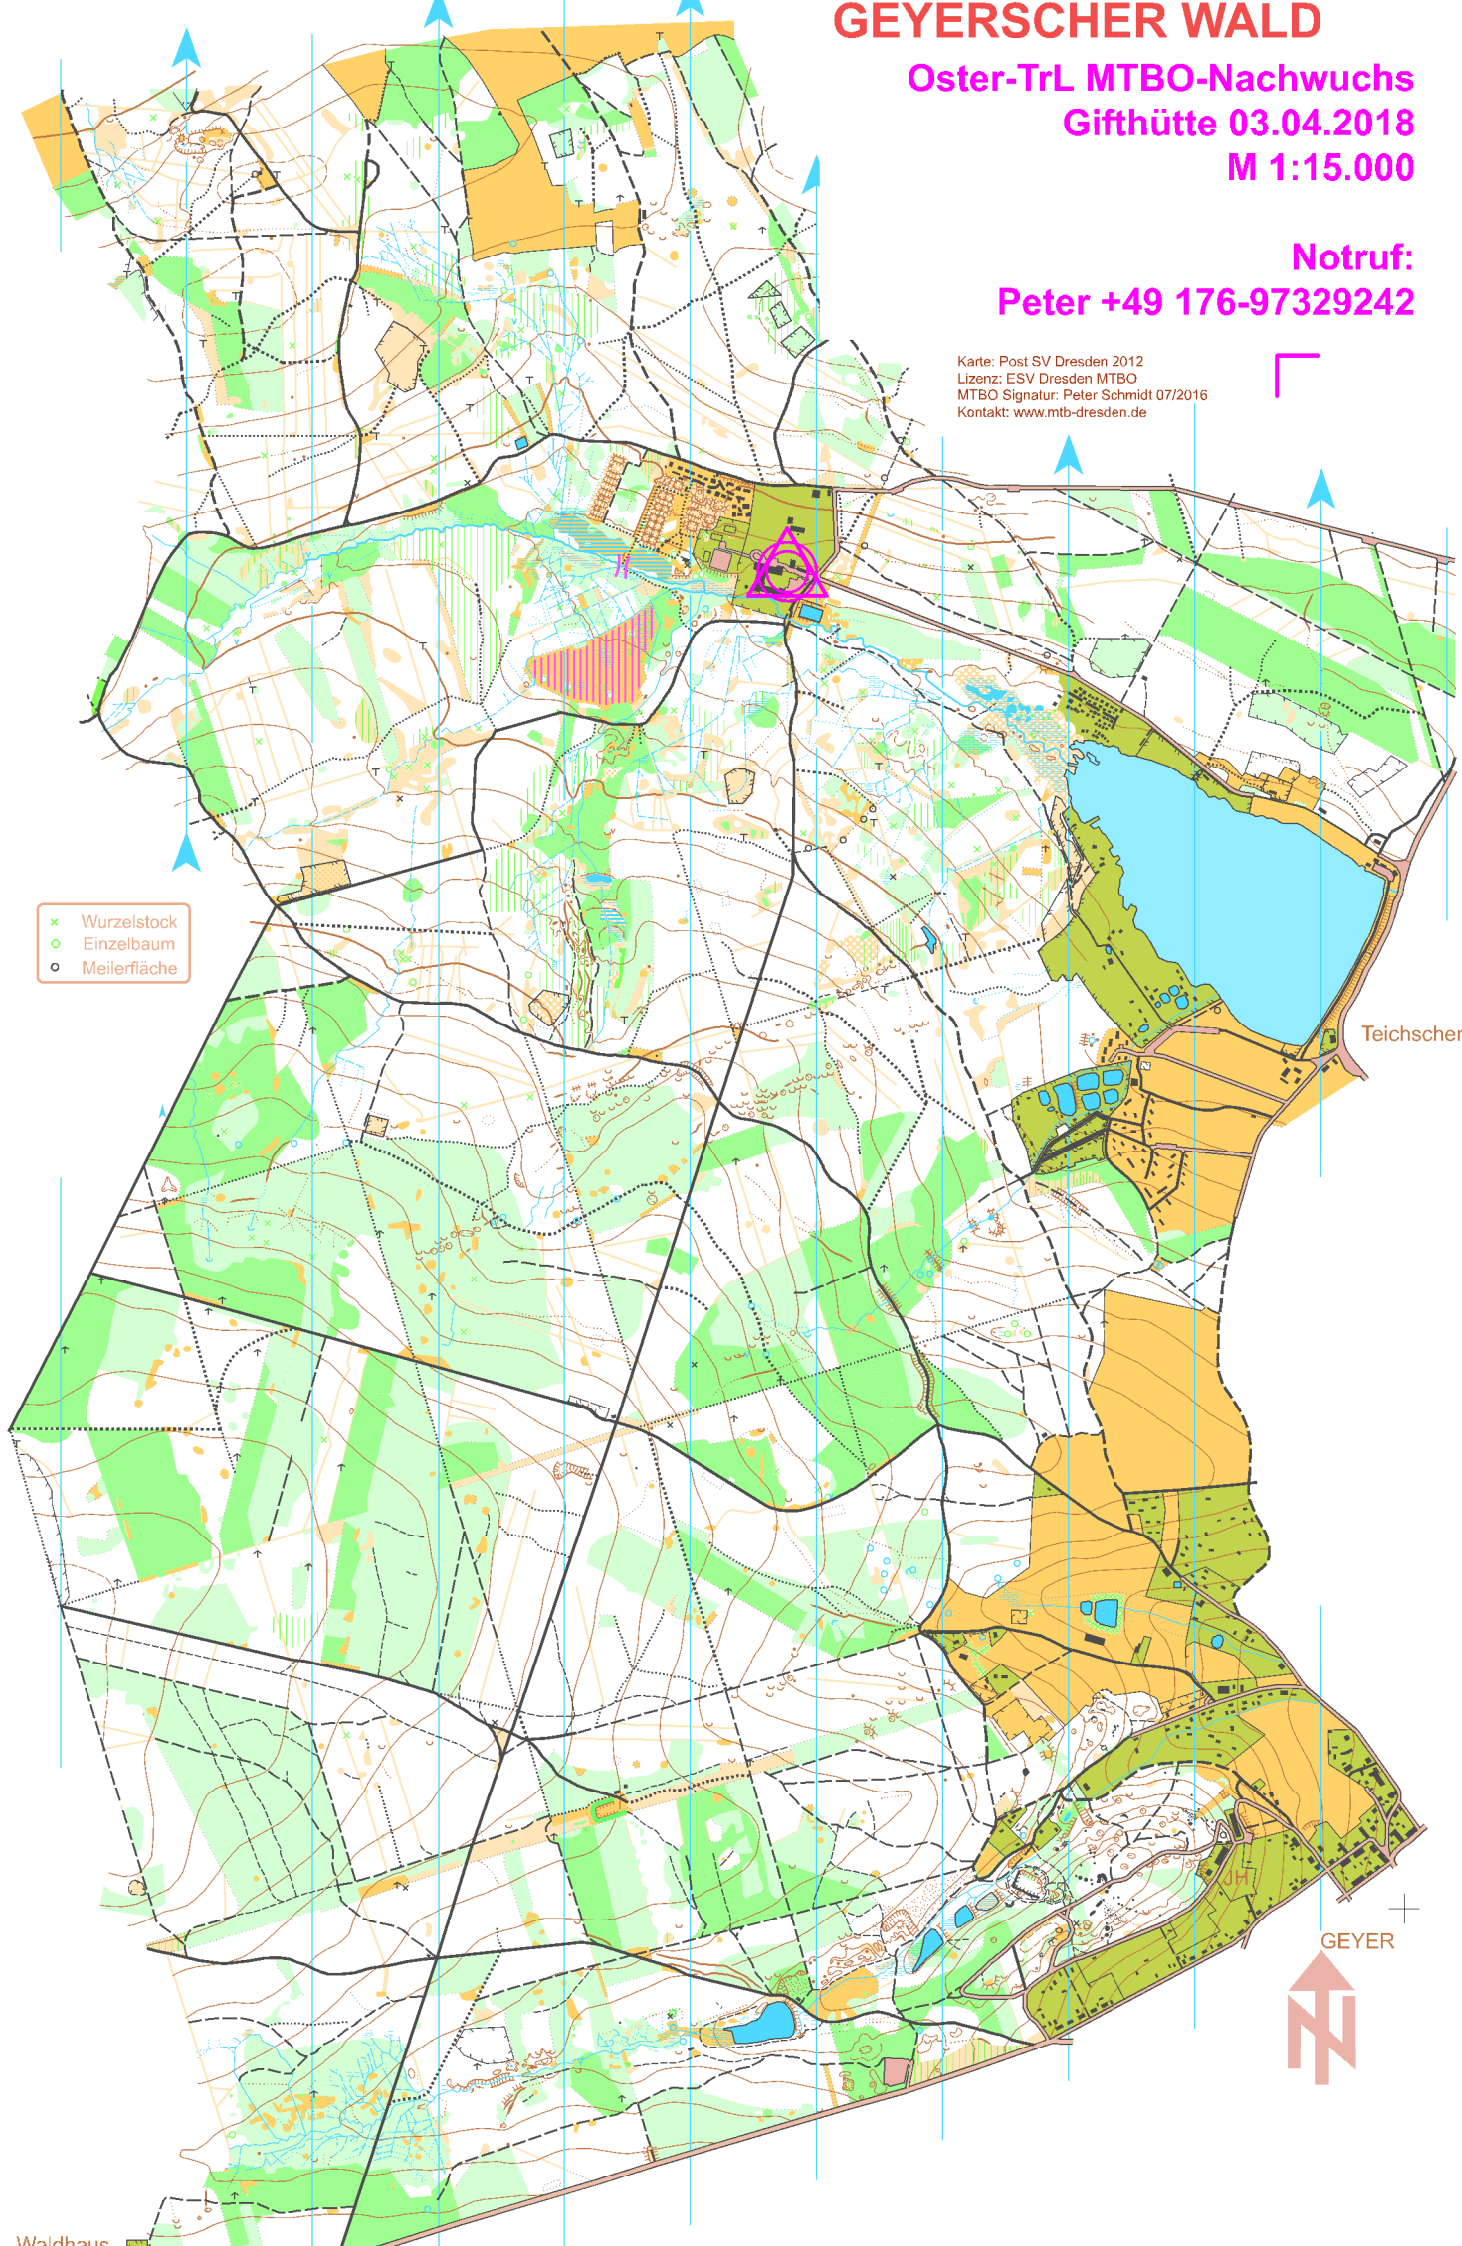 GEYERSCHER WALD
Oster-TrL MTBO-Nachwuchs
Gifthütte 03.04.2018
M 1:15.000
Notruf:
Peter +49 176-97329242
Karte: Post SV Dresden 2012
Lizenz: ESV Dresden MTBO
MTBO Signatur: Peter Schmidt 07/2016
Kontakt: www.mtb-dresden.de
Wurzelstock
Einzelbaum
Meilerfläche
Teichscher
JH
GEYER
N
Waldhaus